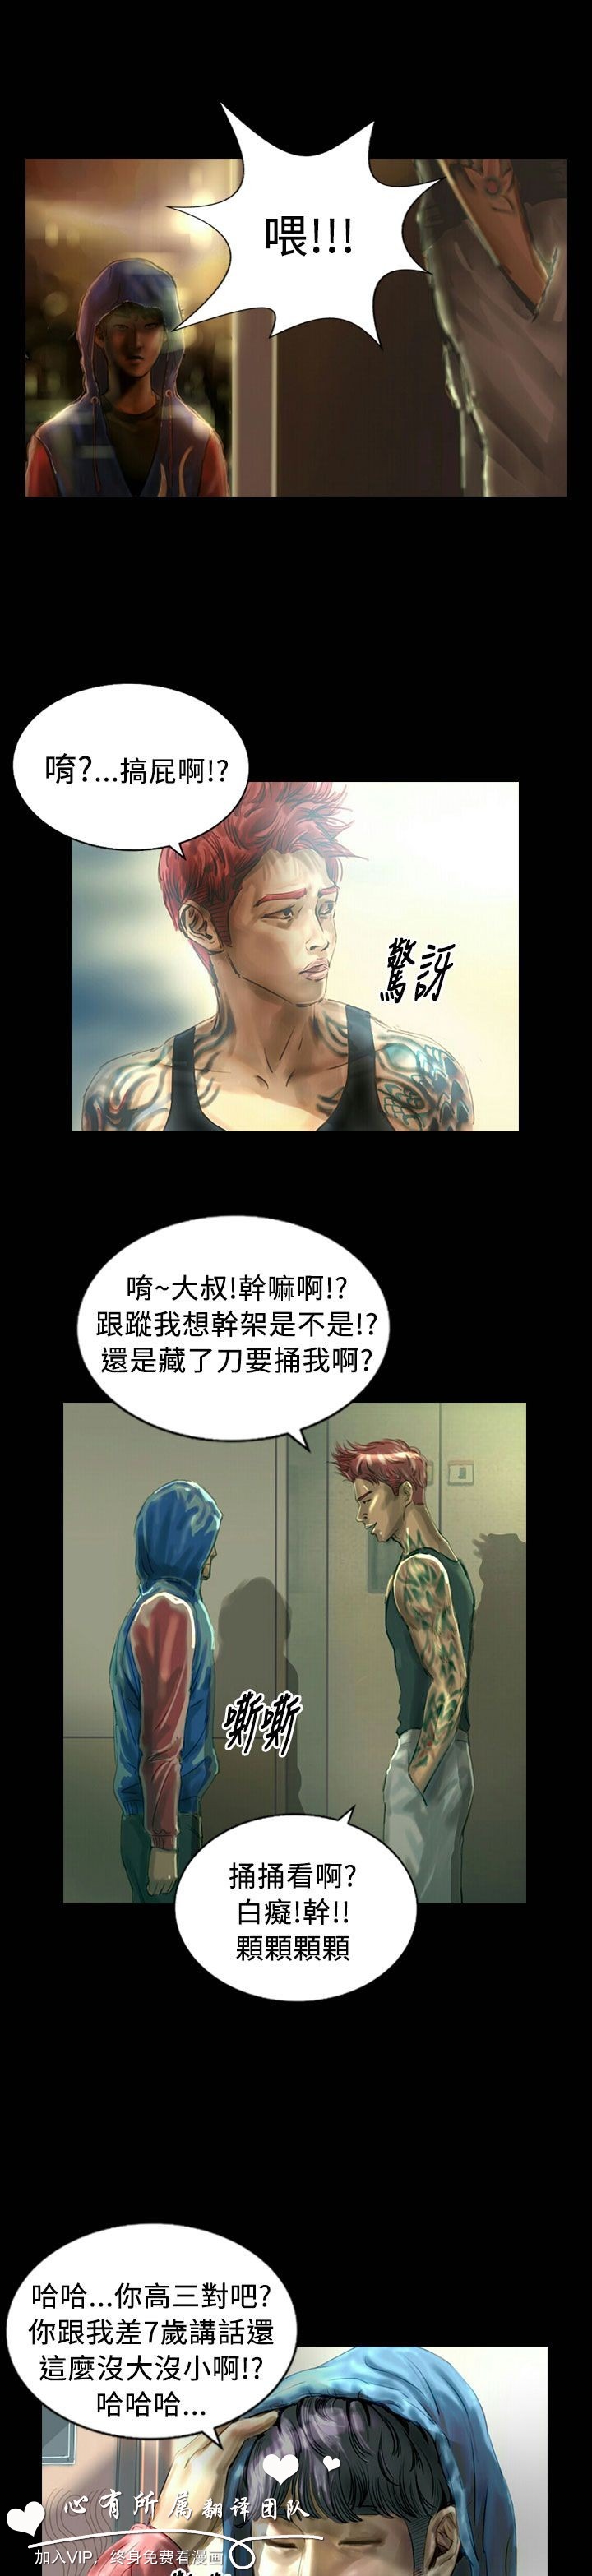 喂!!!
唷?...搞屁啊!?
驚訝
唷~大叔!幹嘛啊!?
跟蹤我想幹架是不是!?
還是藏了刀要捅我啊?
嘶嘶
捅捅看啊?
白癡!幹!!
顆顆顆顆
哈哈...你高三對吧?
你跟我差7歲講話還
這麼沒大沒小啊!?
哈哈哈...
心有所属翻译团队
加入VIP，终身免费看漫画